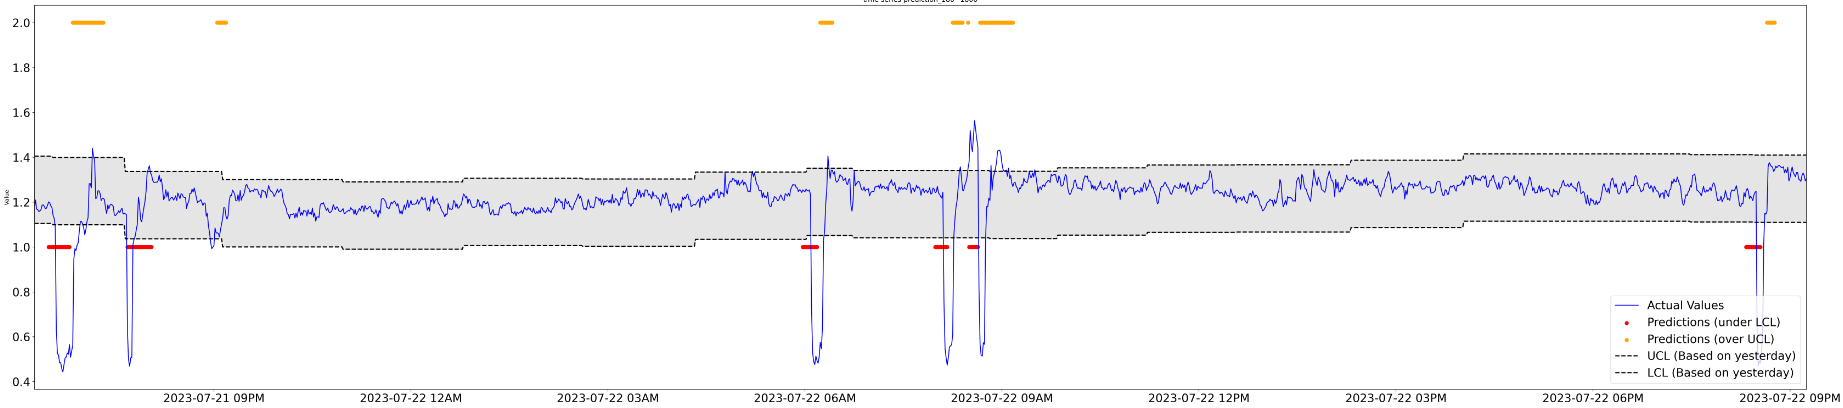 2.0
1.8
1.6
1.4
1.2
1.0
0.8
0.6
0.4
Value
Actual Values
Predictions (under LCL)
Predictions (over UCL)
UCL (Based on yesterday)
LCL (Based on yesterday)
2023-07-21 09PM 2023-07-22 12AM 2023-07-22 03AM 2023-07-22 06AM 2023-07-22 09AM 2023-07-22 12PM 2023-07-22 03PM 2023-07-22 06PM 2023-07-22 09PM